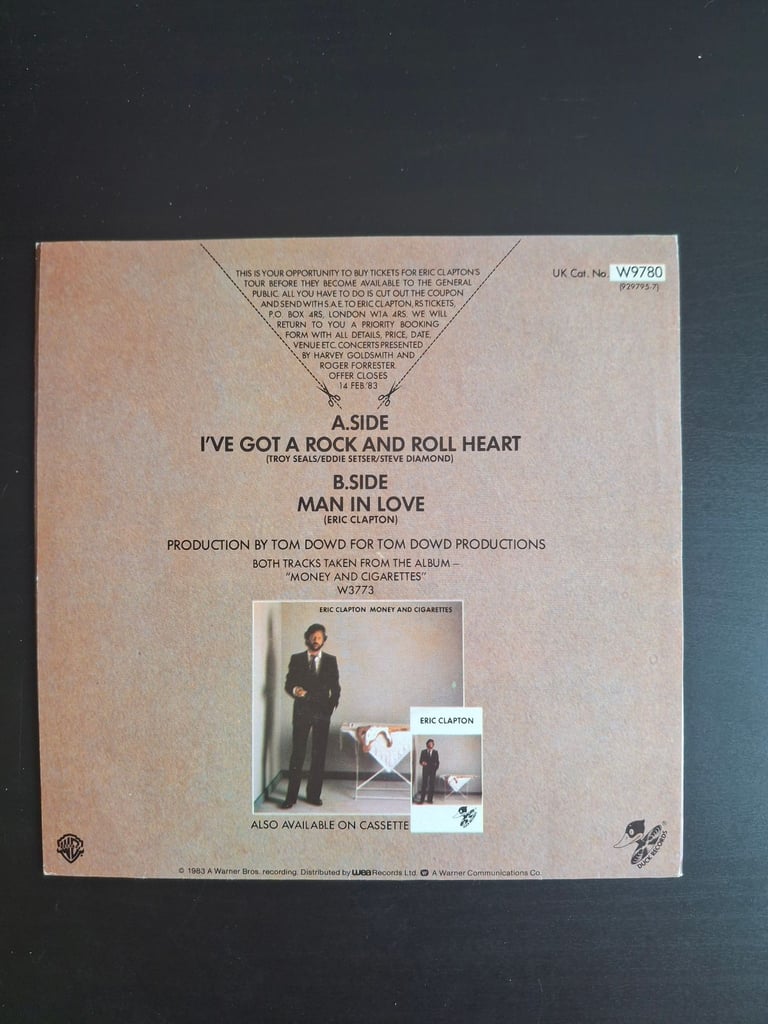 THIS IS YOUR OPPORTUNITY TO BUY TICKETS FOR ERIC CLAPTON'S
TOUR BEFORE THEY BECOME AVAILABLE TO THE GENERAL
PUBLIC. ALL YOU HAVE TO DO IS CUT OUT THE COUPON
AND SEND WITH S.A.E. TO ERIC CLAPTON, RS TICKETS,
P.O. BOX 4RS, LONDON W1A 4RS. WE WILL
RETURN TO YOU A PRIORITY BOOKING
FORM WITH ALL DETAILS, PRICE, DATE,
VENUE ETC. CONCERTS PRESENTED
BY HARVEY GOLDSMITH AND
ROGER FORRESTER.
OFFER CLOSES
14 FEB.'83
UK Cat. No. W9780
(929795-7)
A.SIDE
I'VE GOT A ROCK AND ROLL HEART
(TROY SEALS/EDDIE SETSER/STEVE DIAMOND)
B.SIDE
MAN IN LOVE
(ERIC CLAPTON)
PRODUCTION BY TOM DOWD FOR TOM DOWD PRODUCTIONS
BOTH TRACKS TAKEN FROM THE ALBUM –
"MONEY AND CIGARETTES"
W3773
ERIC CLAPTON MONEY AND CIGARETTES
ERIC CLAPTON
ALSO AVAILABLE ON CASSETTE
DUCK RECORDS
© 1983 A Warner Bros. recording. Distributed by wea Records Ltd. A Warner Communications Co.